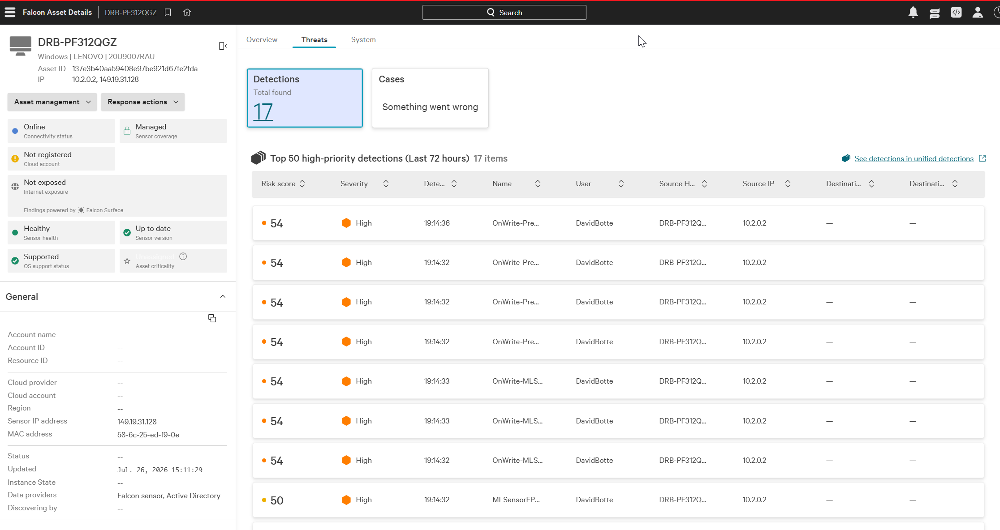 Falcon Asset Details DRB-PF312QGZ Search
DRB-PF312QGZ
Windows | LENOVO | 20U9007RAU
Asset ID 137e3b40aa59408e97be921d67fe2fda
IP 10.2.0.2, 149.19.31.128
Asset management Response actions
Online
Connectivity status
Managed
Sensor coverage
Not registered
Cloud account
Not exposed
Internet exposure
Findings powered by Falcon Surface
Healthy
Sensor health
Up to date
Sensor version
Supported
OS support status
Unassigned
Asset criticality
General
Account name --
Account ID --
Resource ID --
Cloud provider --
Cloud account --
Region --
Sensor IP address 149.19.31.128
MAC address 58-6c-25-ed-f9-0e
Status --
Updated Jul. 26, 2026 15:11:29
Instance State --
Data providers Falcon sensor, Active Directory
Discovering by --
Overview Threats System
Detections
Total found
17
Cases
Something went wrong
Top 50 high-priority detections (Last 72 hours) 17 items See detections in unified detections
Risk score Severity Dete... Name User Source H... Source IP Destinati... Destinati...
54 High 19:14:36 OnWrite-Pre... DavidBotte DRB-PF312Q... 10.2.0.2 — —
54 High 19:14:32 OnWrite-Pre... DavidBotte DRB-PF312Q... 10.2.0.2 — —
54 High 19:14:32 OnWrite-Pre... DavidBotte DRB-PF312Q... 10.2.0.2 — —
54 High 19:14:32 OnWrite-Pre... DavidBotte DRB-PF312Q... 10.2.0.2 — —
54 High 19:14:33 OnWrite-MLS... DavidBotte DRB-PF312Q... 10.2.0.2 — —
54 High 19:14:33 OnWrite-MLS... DavidBotte DRB-PF312Q... 10.2.0.2 — —
54 High 19:14:32 OnWrite-MLS... DavidBotte DRB-PF312Q... 10.2.0.2 — —
50 High 19:14:32 MLSensorFP... DavidBotte DRB-PF312Q... 10.2.0.2 — —